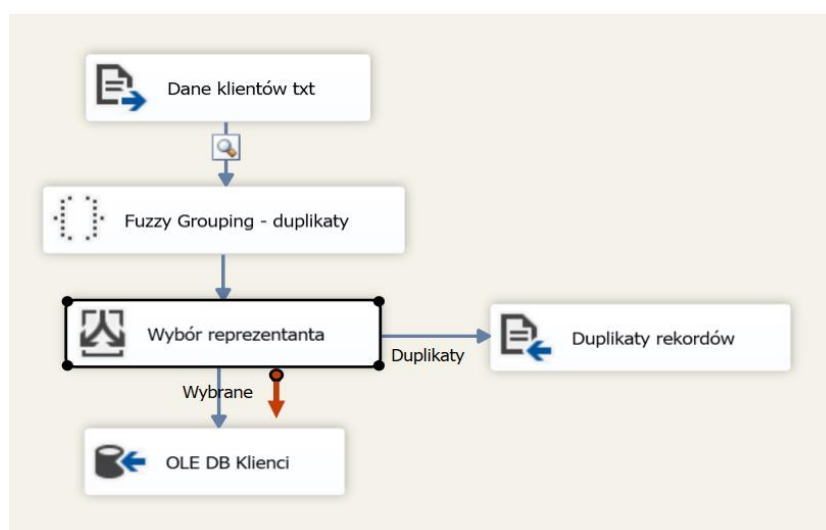 Dane klientów txt
Fuzzy Grouping - duplikaty
Wybór reprezentanta
Duplikaty
Duplikaty rekordów
Wybrane
OLE DB Klienci